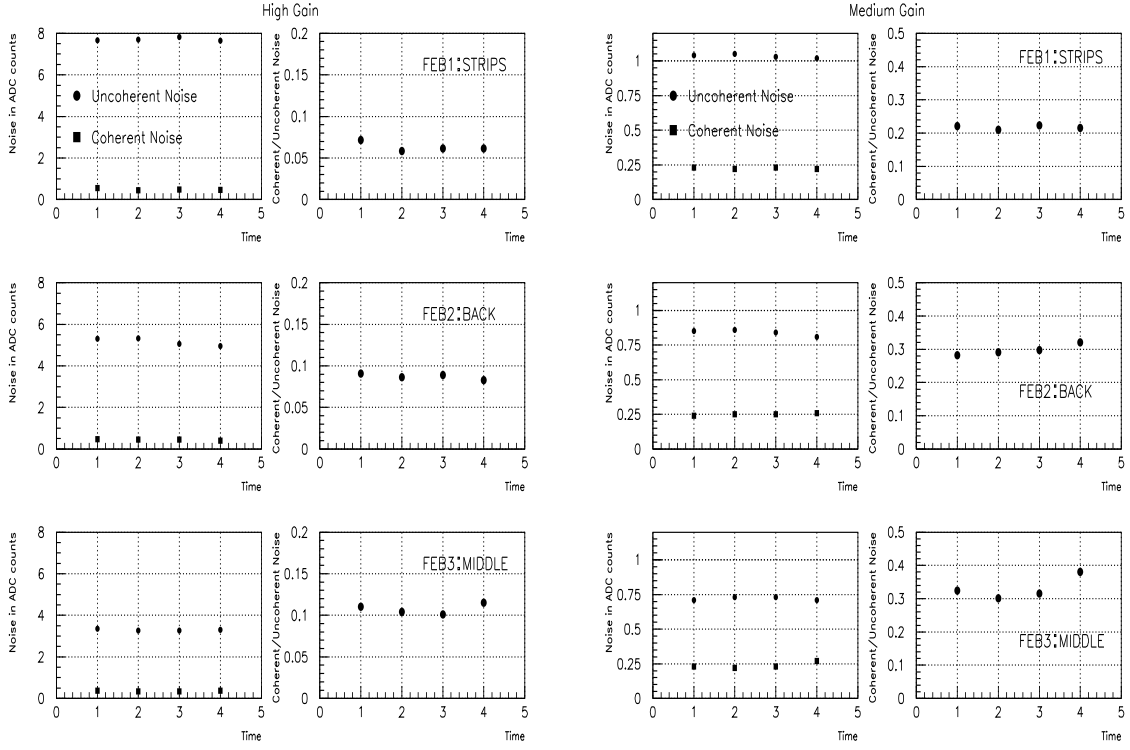 High Gain
Medium Gain
Noise in ADC counts
8
6
4
2
0
Uncoherent Noise
Coherent Noise
0 1 2 3 4 5
Time
Coherent/Uncoherent Noise
0.2
0.15
0.1
0.05
0
FEB1:STRIPS
0 1 2 3 4 5
Time
Noise in ADC counts
1
0.75
0.5
0.25
0
Uncoherent Noise
Coherent Noise
0 1 2 3 4 5
Time
Coherent/Uncoherent Noise
0.5
0.4
0.3
0.2
0.1
0
FEB1:STRIPS
0 1 2 3 4 5
Time
Noise in ADC counts
8
6
4
2
0
0 1 2 3 4 5
Time
Coherent/Uncoherent Noise
0.2
0.15
0.1
0.05
0
FEB2:BACK
0 1 2 3 4 5
Time
Noise in ADC counts
1
0.75
0.5
0.25
0
0 1 2 3 4 5
Time
Coherent/Uncoherent Noise
0.5
0.4
0.3
0.2
0.1
0
FEB2:BACK
0 1 2 3 4 5
Time
Noise in ADC counts
8
6
4
2
0
0 1 2 3 4 5
Time
Coherent/Uncoherent Noise
0.2
0.15
0.1
0.05
0
FEB3:MIDDLE
0 1 2 3 4 5
Time
Noise in ADC counts
1
0.75
0.5
0.25
0
0 1 2 3 4 5
Time
Coherent/Uncoherent Noise
0.5
0.4
0.3
0.2
0.1
0
FEB3:MIDDLE
0 1 2 3 4 5
Time